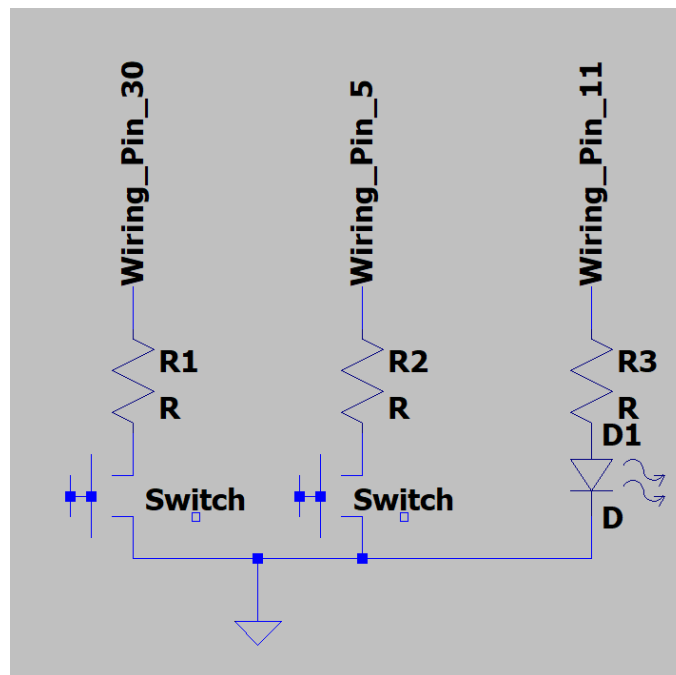 Wiring_Pin_30
Wiring_Pin_5
Wiring_Pin_11
R1
R
R2
R
R3
R
D1
Switch
Switch
D